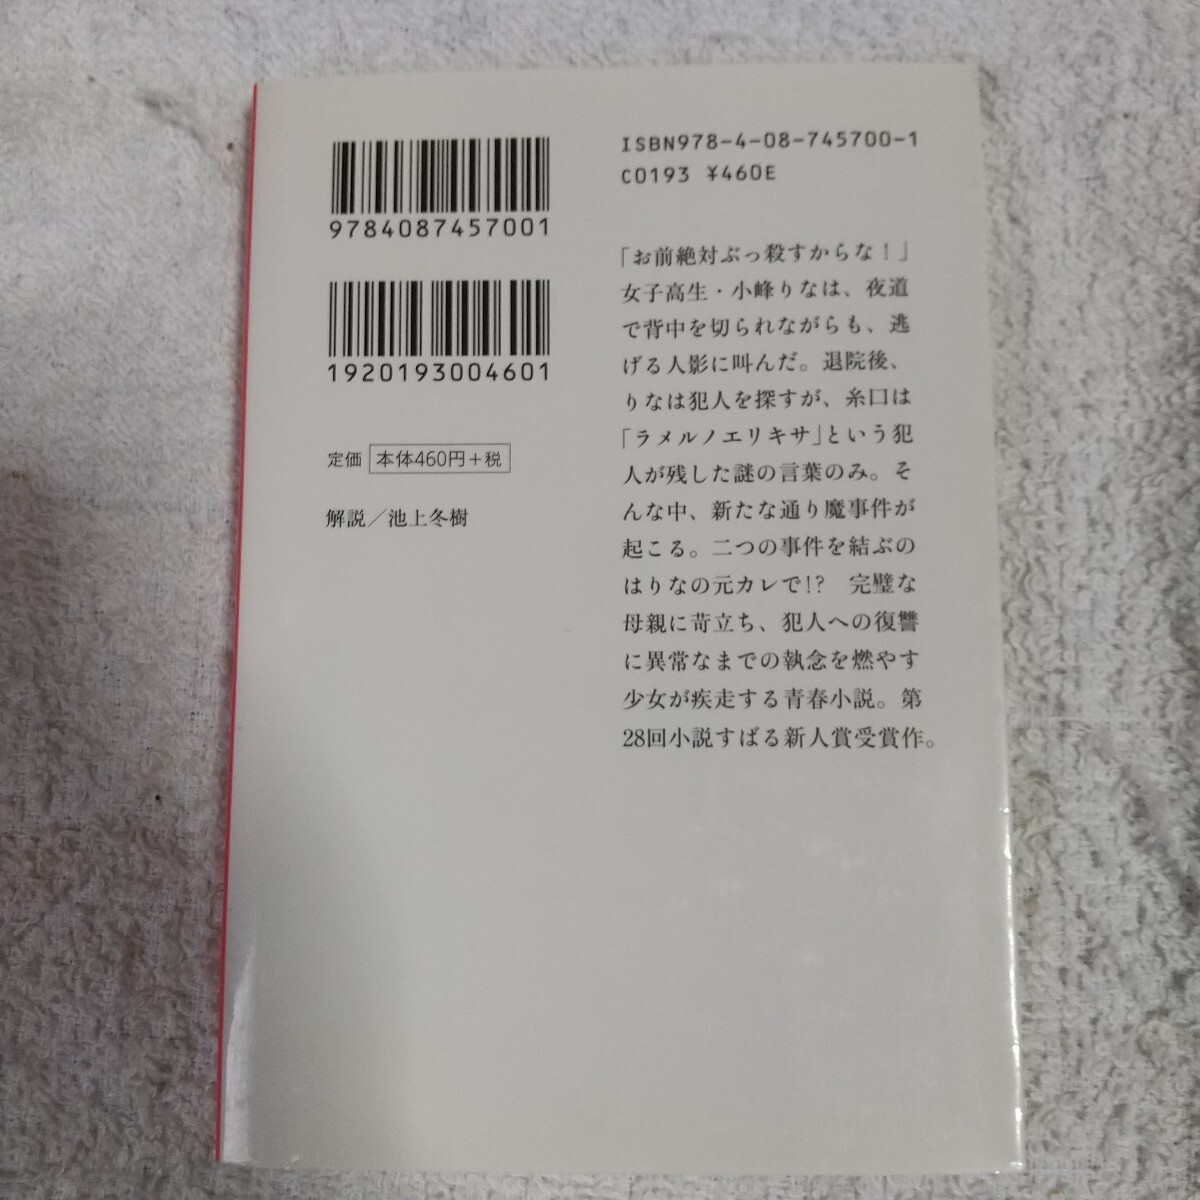 ISBN978-4-08-745700-1
C0193 ¥460E
9784087457001
1920193004601
定価 本体460円+税
解説/池上冬樹
「お前絶対ぶっ殺すからな!」
女子高生・小峰りなは、夜道
で背中を切られながらも、逃
げる人影に叫んだ。退院後、
りなは犯人を探すが、糸口は
「ラメルノエリキサ」という犯
人が残した謎の言葉のみ。そ
んな中、新たな通り魔事件が
起こる。二つの事件を結ぶの
はりなの元カレで!? 完璧な
母親に苛立ち、犯人への復讐
に異常なまでの執念を燃やす
少女が疾走する青春小説。第
28回小説すばる新人賞受賞作。